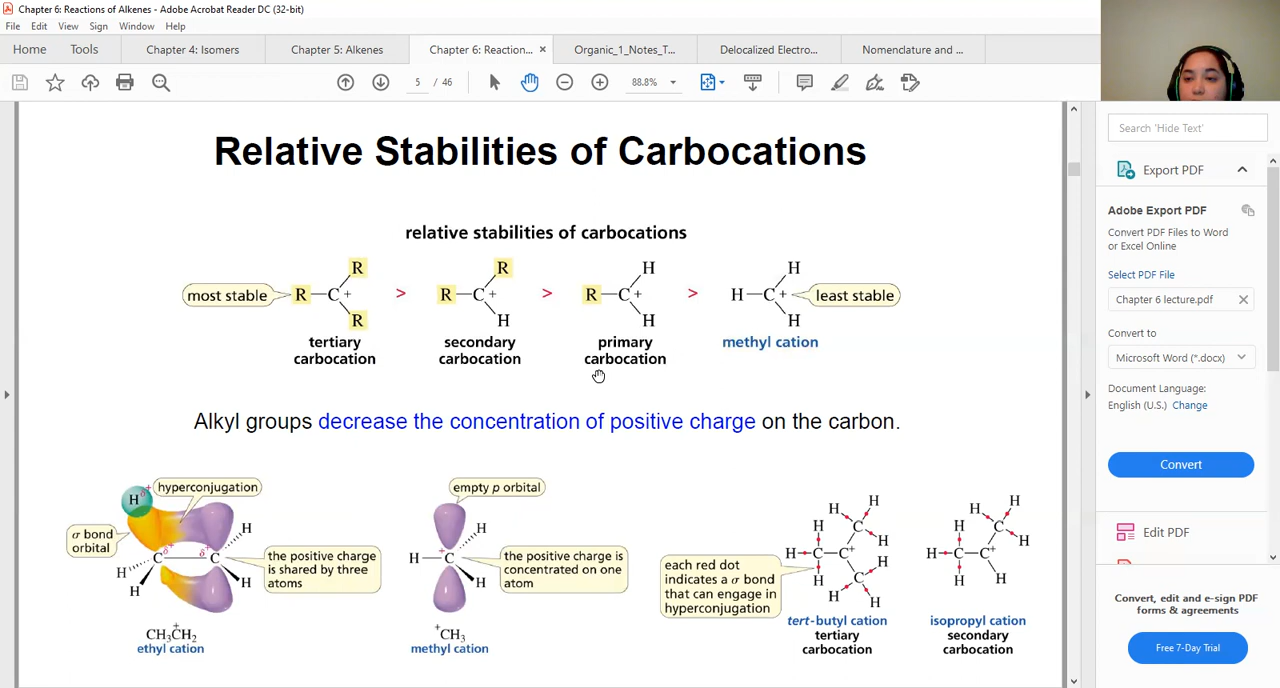 Chapter 6: Reactions of Alkenes - Adobe Acrobat Reader DC (32-bit)
File Edit View Sign Window Help
Home Tools Chapter 4: Isomers Chapter 5: Alkenes Chapter 6: Reaction... × Organic_1_Notes_T... Delocalized Electro... Nomenclature and ...
5 / 46 88.8%
Search 'Hide Text'
Export PDF
Adobe Export PDF
Convert PDF Files to Word
or Excel Online
Select PDF File
Chapter 6 lecture.pdf
Convert to
Microsoft Word (*.docx)
Document Language:
English (U.S.) Change
Convert
Edit PDF
Convert, edit and e-sign PDF
forms & agreements
Free 7-Day Trial
Relative Stabilities of Carbocations
relative stabilities of carbocations
R R H H
most stable R—C+ > R—C+ > R—C+ > H—C+ least stable
R H H H
tertiary secondary primary methyl cation
carbocation carbocation carbocation
Alkyl groups decrease the concentration of positive charge on the carbon.
H δ+ hyperconjugation
σ bond
orbital
C δ+ δ+ C
H H
H H
the positive charge
is shared by three
atoms
CH3C+H2
ethyl cation
empty p orbital
H
H—C+
H
the positive charge is
concentrated on one
atom
+CH3
methyl cation
each red dot
indicates a σ bond
that can engage in
hyperconjugation
H H
H C H
H C C+ H
H C
H H
tert-butyl cation
tertiary
carbocation
H H
H C H
H C C+
H H
isopropyl cation
secondary
carbocation